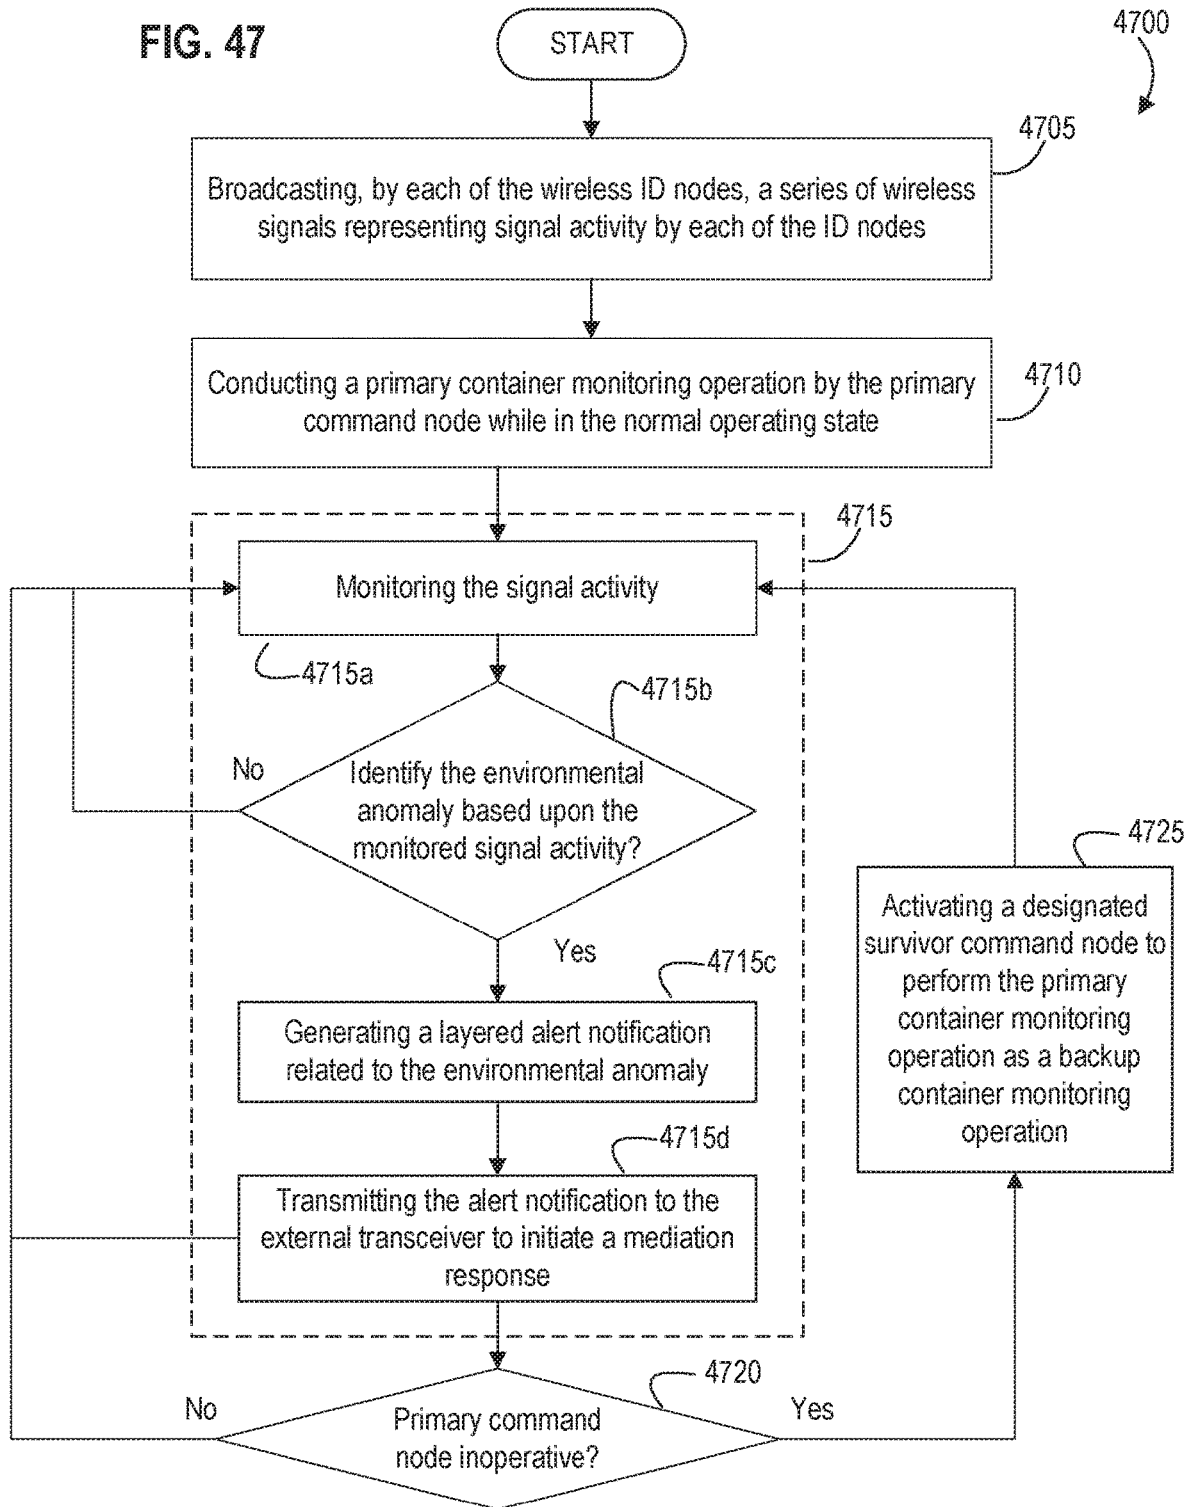 FIG. 47
START
4700
4705
Broadcasting, by each of the wireless ID nodes, a series of wireless
signals representing signal activity by each of the ID nodes
Conducting a primary container monitoring operation by the primary
command node while in the normal operating state
4710
4715
Monitoring the signal activity
4715a
4715b
No
Identify the environmental
anomaly based upon the
monitored signal activity?
Yes
4725
Activating a designated
survivor command node to
perform the primary
container monitoring
operation as a backup
container monitoring
operation
4715c
Generating a layered alert notification
related to the environmental anomaly
4715d
Transmitting the alert notification to the
external transceiver to initiate a mediation
response
4720
No
Primary command
node inoperative?
Yes